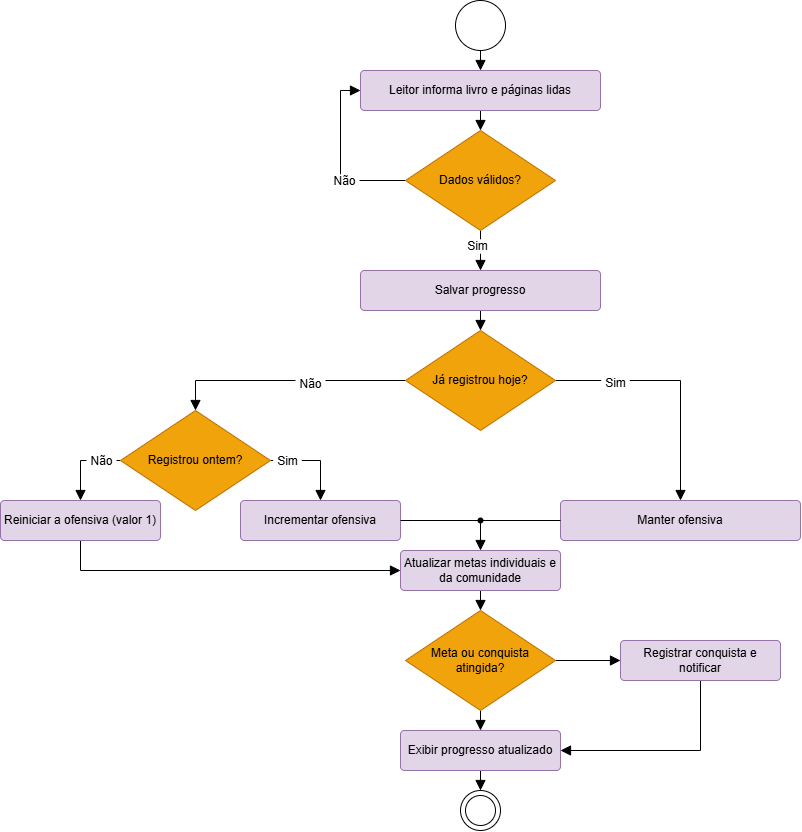 Leitor informa livro e páginas lidas
Dados válidos?
Não
Sim
Salvar progresso
Já registrou hoje?
Não
Sim
Registrou ontem?
Não
Sim
Reiniciar a ofensiva (valor 1)
Incrementar ofensiva
Manter ofensiva
Atualizar metas individuais e
da comunidade
Meta ou conquista
atingida?
Registrar conquista e
notificar
Exibir progresso atualizado